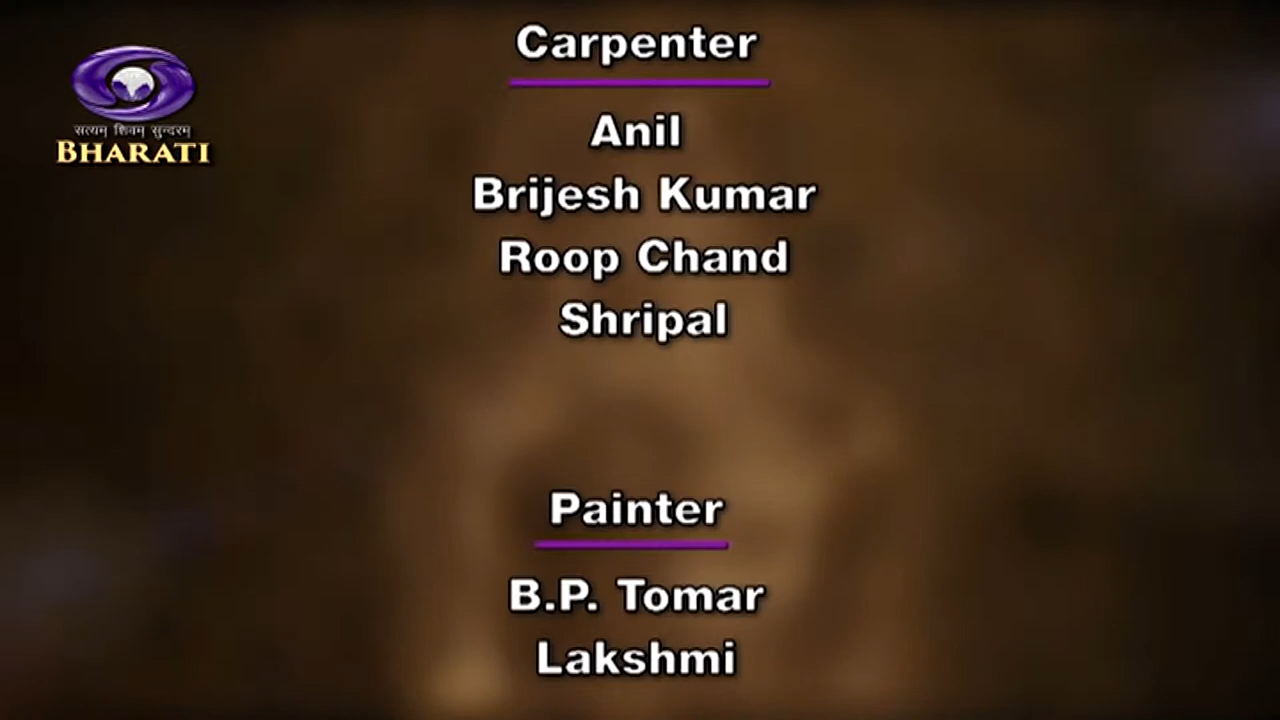 Carpenter
सत्यम् शिवम् सुन्दरम्
BHARATI
Anil
Brijesh Kumar
Roop Chand
Shripal
Painter
B.P. Tomar
Lakshmi